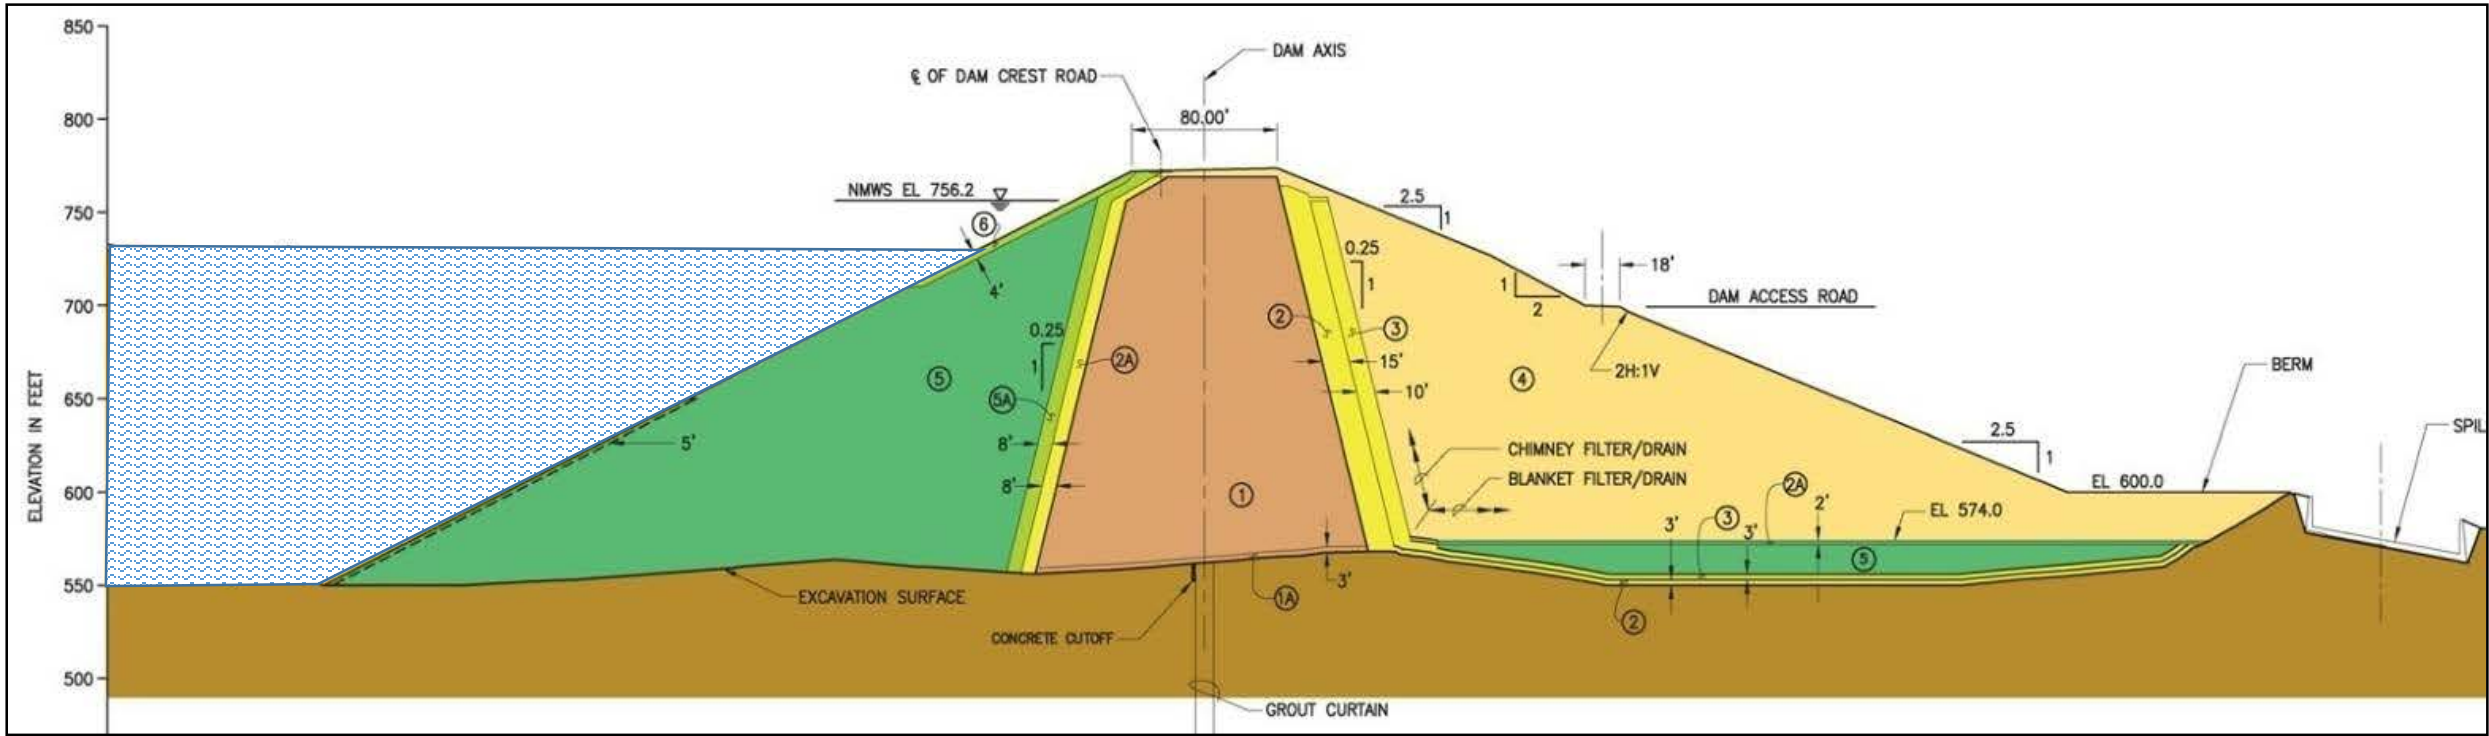 850
800
750
700
650
600
550
500
ELEVATION IN FEET
DAM AXIS
℄ OF DAM CREST ROAD
80.00'
NMWS EL 756.2
6
4'
5
5'
0.25
1
5A
2A
8'
8'
1
2.5
1
0.25
1
2
3
15'
10'
1
2
18'
DAM ACCESS ROAD
2H:1V
4
2.5
1
BERM
SPIL
CHIMNEY FILTER/DRAIN
BLANKET FILTER/DRAIN
EL 600.0
2A
2'
EL 574.0
3'
3
3'
5
3'
1A
2
EXCAVATION SURFACE
CONCRETE CUTOFF
GROUT CURTAIN